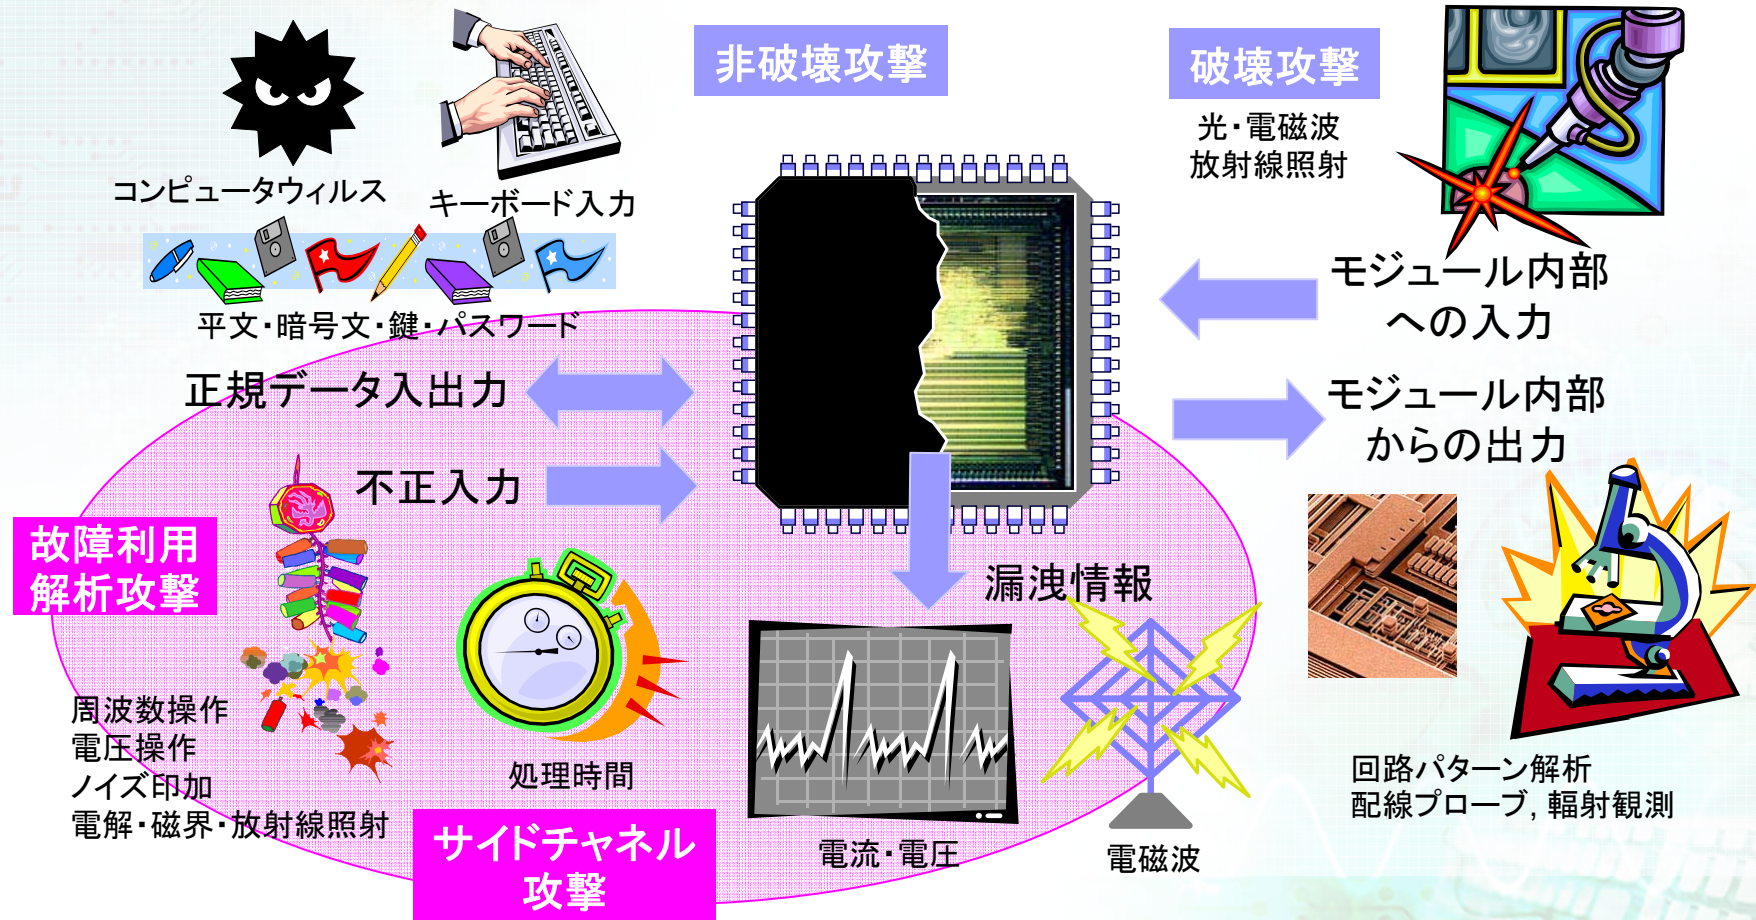 非破壊攻撃
破壊攻撃
光・電磁波
放射線照射
コンピュータウィルス
キーボード入力
平文・暗号文・鍵・パスワード
正規データ入出力
不正入力
モジュール内部
への入力
モジュール内部
からの出力
故障利用
解析攻撃
漏洩情報
周波数操作
電圧操作
ノイズ印加
電解・磁界・放射線照射
処理時間
サイドチャネル
攻撃
電流・電圧
電磁波
回路パターン解析
配線プローブ, 輻射観測